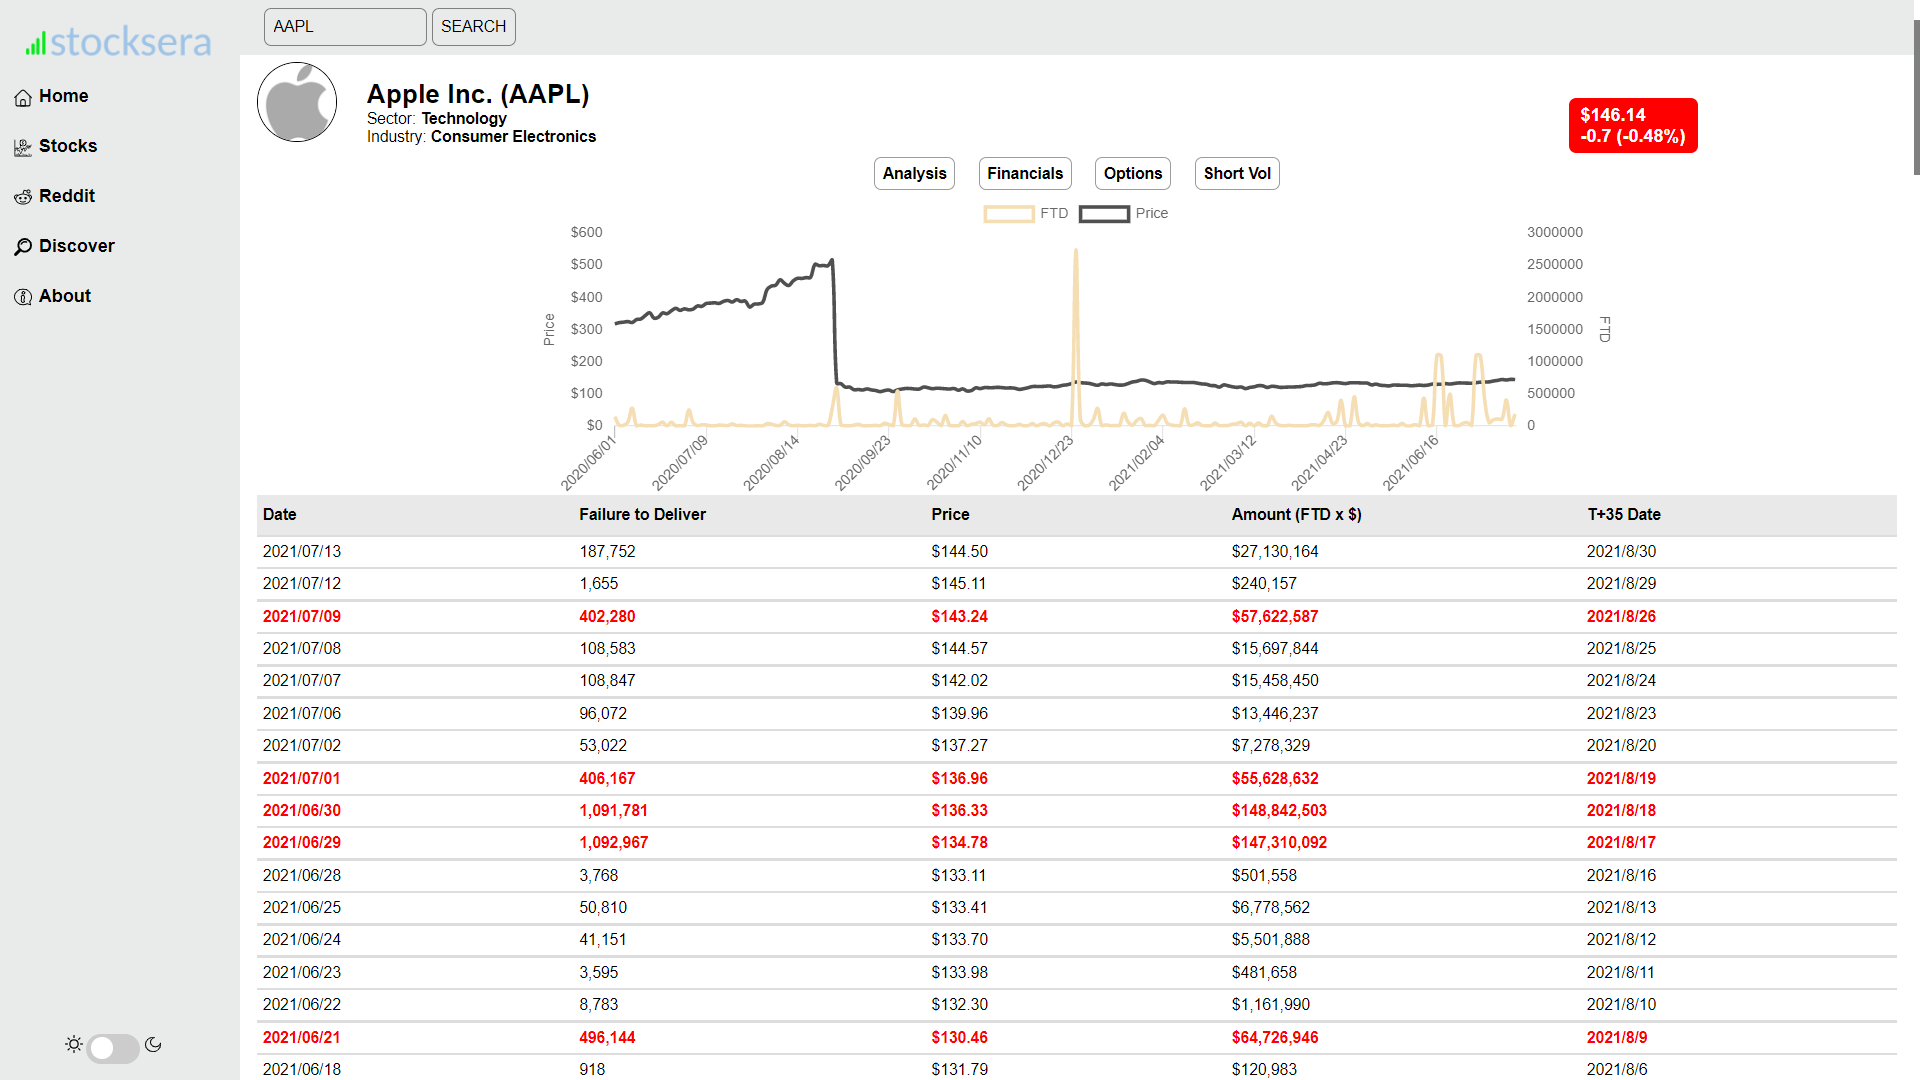 stocksera
AAPL
SEARCH
Home
Stocks
Reddit
Discover
About
Apple Inc. (AAPL)
Sector: Technology
Industry: Consumer Electronics
$146.14
-0.7 (-0.48%)
Analysis Financials Options Short Vol
FTD Price
$600
$500
$400
$300
$200
$100
$0
Price
3000000
2500000
2000000
1500000
1000000
500000
0
FTD
2020/06/01 2020/07/09 2020/08/14 2020/09/23 2020/11/10 2020/12/23 2021/02/04 2021/03/12 2021/04/23 2021/06/16
Date Failure to Deliver Price Amount (FTD x $) T+35 Date
2021/07/13 187,752 $144.50 $27,130,164 2021/8/30
2021/07/12 1,655 $145.11 $240,157 2021/8/29
2021/07/09 402,280 $143.24 $57,622,587 2021/8/26
2021/07/08 108,583 $144.57 $15,697,844 2021/8/25
2021/07/07 108,847 $142.02 $15,458,450 2021/8/24
2021/07/06 96,072 $139.96 $13,446,237 2021/8/23
2021/07/02 53,022 $137.27 $7,278,329 2021/8/20
2021/07/01 406,167 $136.96 $55,628,632 2021/8/19
2021/06/30 1,091,781 $136.33 $148,842,503 2021/8/18
2021/06/29 1,092,967 $134.78 $147,310,092 2021/8/17
2021/06/28 3,768 $133.11 $501,558 2021/8/16
2021/06/25 50,810 $133.41 $6,778,562 2021/8/13
2021/06/24 41,151 $133.70 $5,501,888 2021/8/12
2021/06/23 3,595 $133.98 $481,658 2021/8/11
2021/06/22 8,783 $132.30 $1,161,990 2021/8/10
2021/06/21 496,144 $130.46 $64,726,946 2021/8/9
2021/06/18 918 $131.79 $120,983 2021/8/6